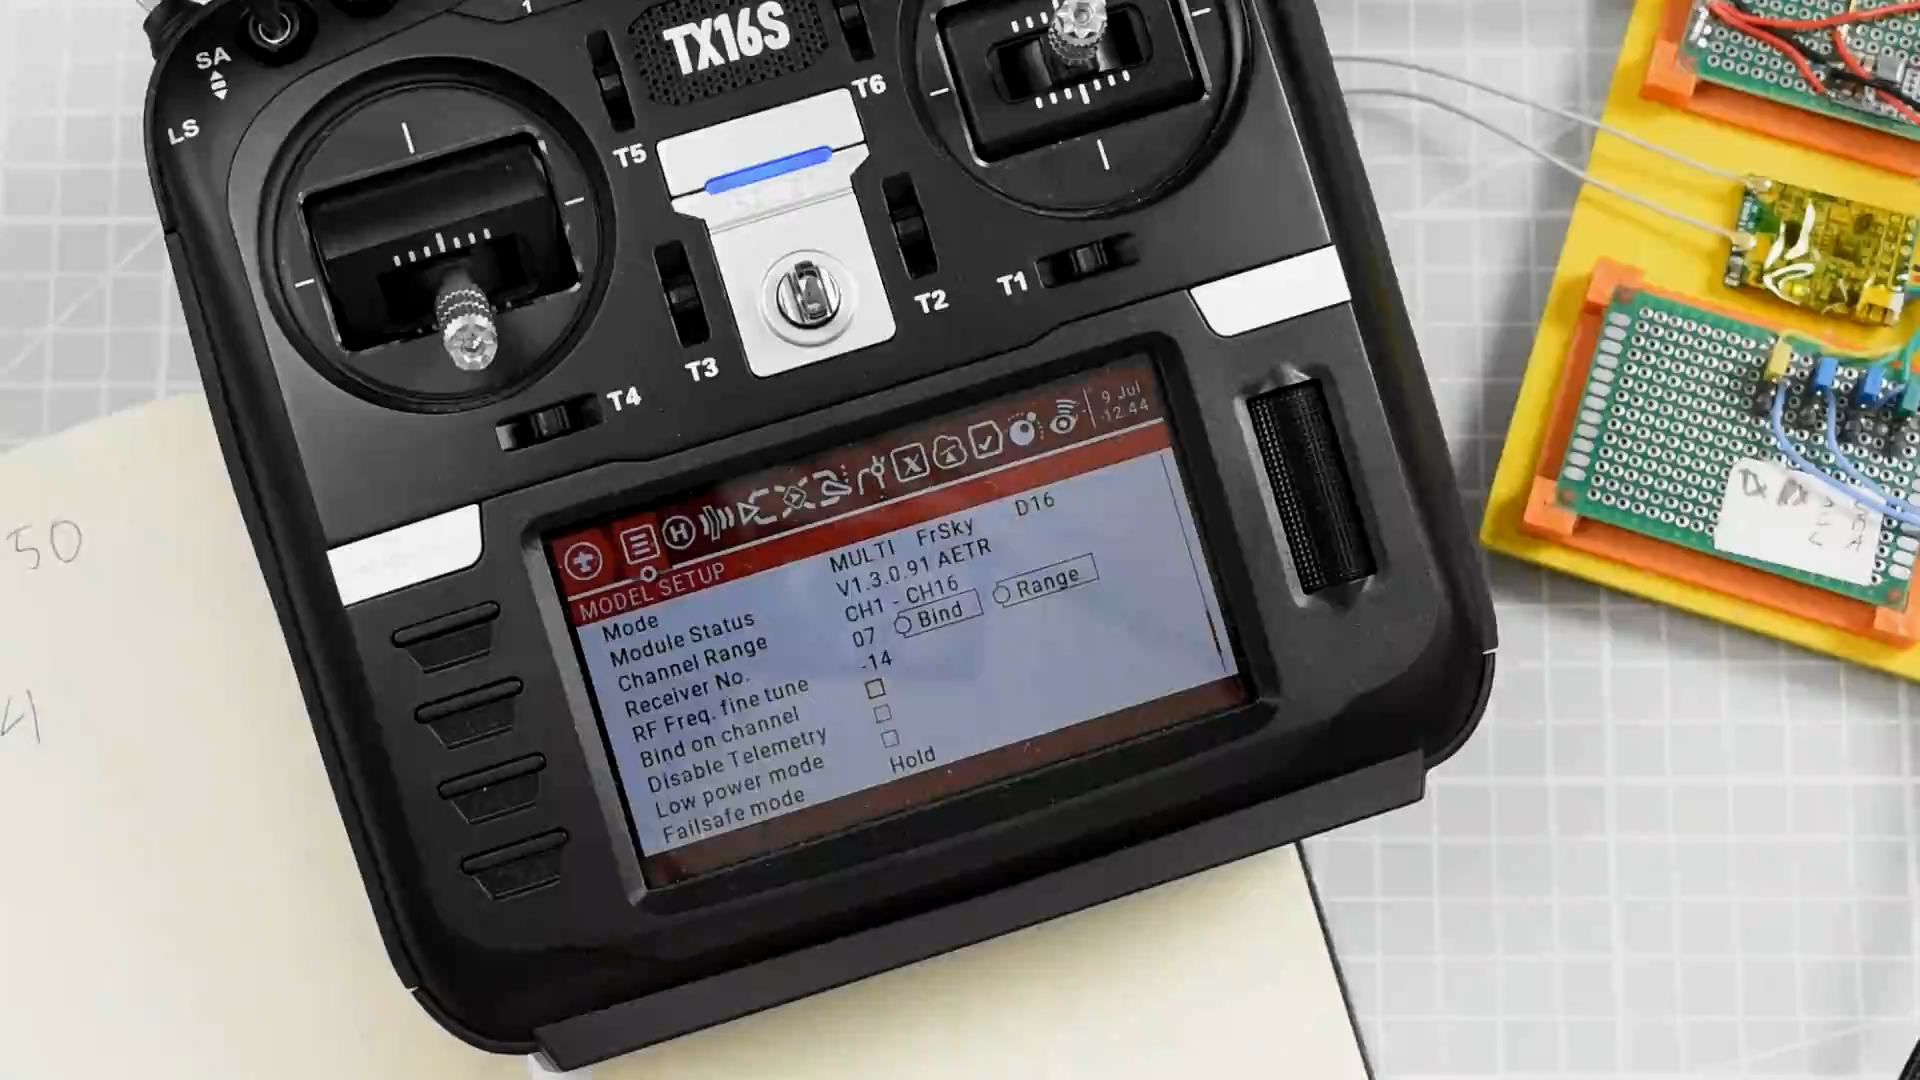 TX16S
SA
LS
1
T6
T5
T2
T1
T3
T4
9 Jul
12:44
MODEL SETUP
Mode MULTI FrSky D16
Module Status V1.3.0.91 AETR
Channel Range CH1 - CH16
Receiver No. 07 Bind Range
RF Freq. fine tune -14
Bind on channel
Disable Telemetry
Low power mode
Failsafe mode Hold
50
4